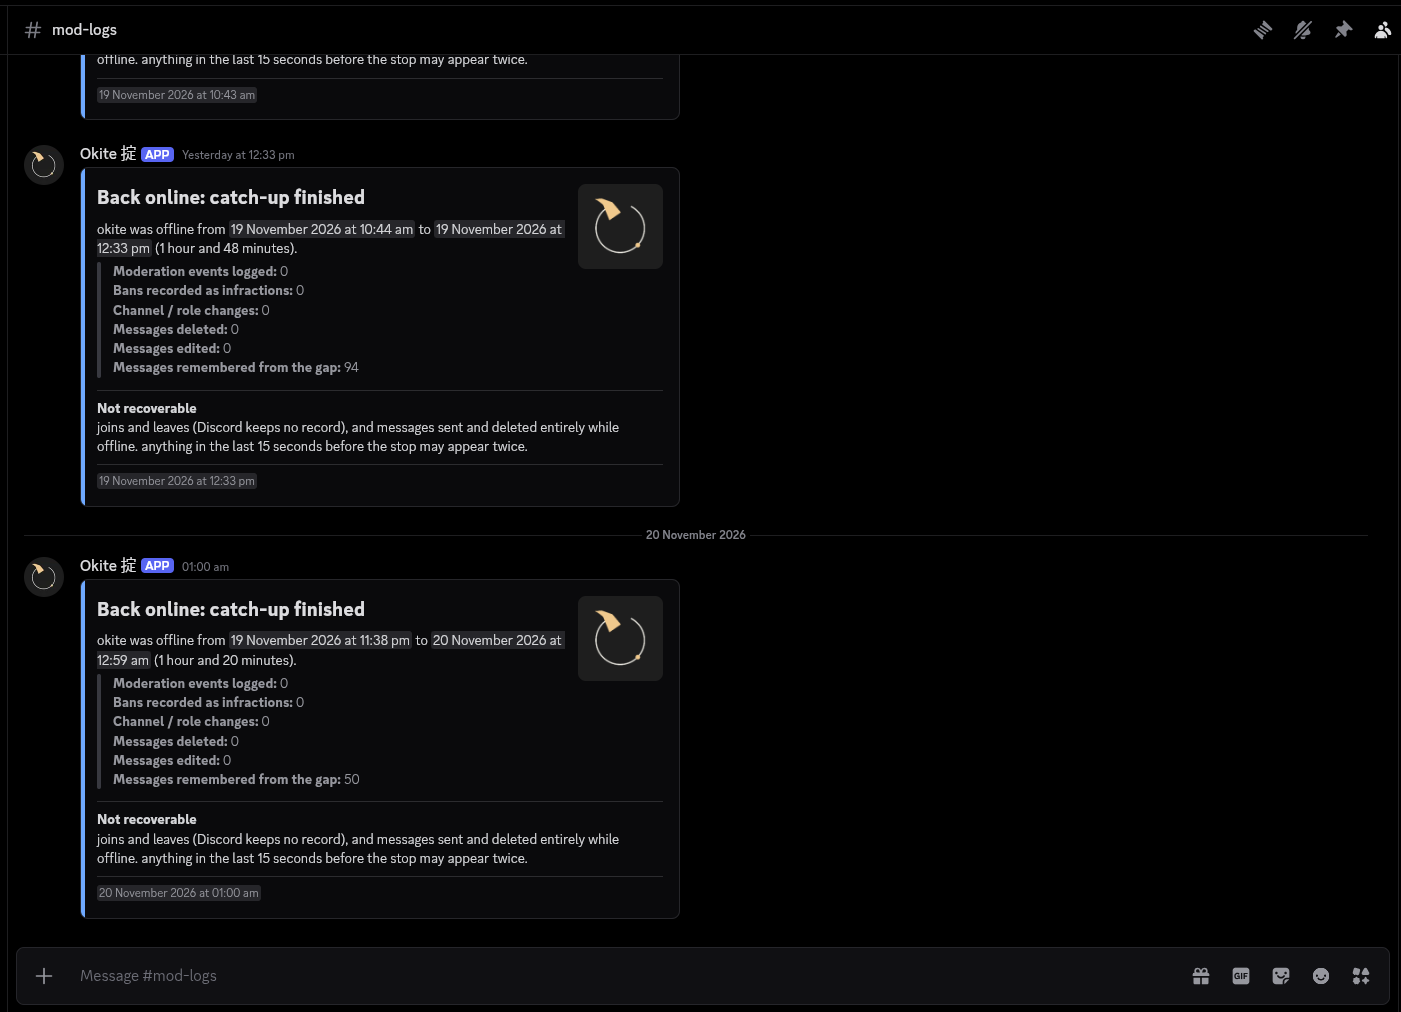 # mod-logs
offline. anything in the last 15 seconds before the stop may appear twice.
19 November 2026 at 10:43 am
Okite 掟 APP Yesterday at 12:33 pm
Back online: catch-up finished
okite was offline from 19 November 2026 at 10:44 am to 19 November 2026 at
12:33 pm (1 hour and 48 minutes).
Moderation events logged: 0
Bans recorded as infractions: 0
Channel / role changes: 0
Messages deleted: 0
Messages edited: 0
Messages remembered from the gap: 94
Not recoverable
joins and leaves (Discord keeps no record), and messages sent and deleted entirely while
offline. anything in the last 15 seconds before the stop may appear twice.
19 November 2026 at 12:33 pm
20 November 2026
Okite 掟 APP 01:00 am
Back online: catch-up finished
okite was offline from 19 November 2026 at 11:38 pm to 20 November 2026 at
12:59 am (1 hour and 20 minutes).
Moderation events logged: 0
Bans recorded as infractions: 0
Channel / role changes: 0
Messages deleted: 0
Messages edited: 0
Messages remembered from the gap: 50
Not recoverable
joins and leaves (Discord keeps no record), and messages sent and deleted entirely while
offline. anything in the last 15 seconds before the stop may appear twice.
20 November 2026 at 01:00 am
Message #mod-logs
GIF